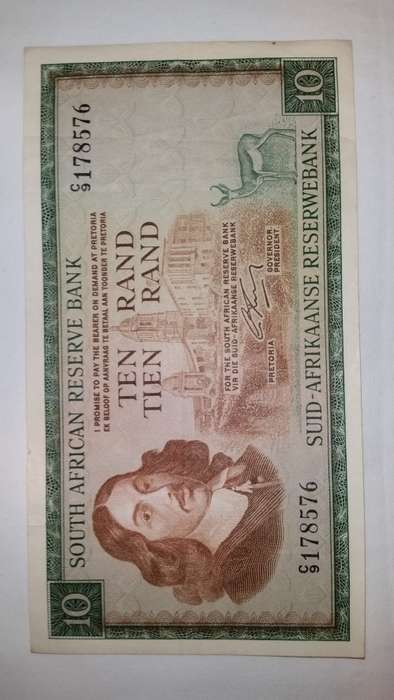 10
SOUTH AFRICAN RESERVE BANK
C/9 178576
I PROMISE TO PAY THE BEARER ON DEMAND AT PRETORIA
EK BELOOF OP AANVRAAG TE BETAAL AAN TOONDER TE PRETORIA
TEN RAND
TIEN RAND
FOR THE SOUTH AFRICAN RESERVE BANK
VIR DIE SUID-AFRIKAANSE RESERWEBANK
PRETORIA
GOVERNOR
PRESIDENT
C/9 178576
SUID-AFRIKAANSE RESERWEBANK
10